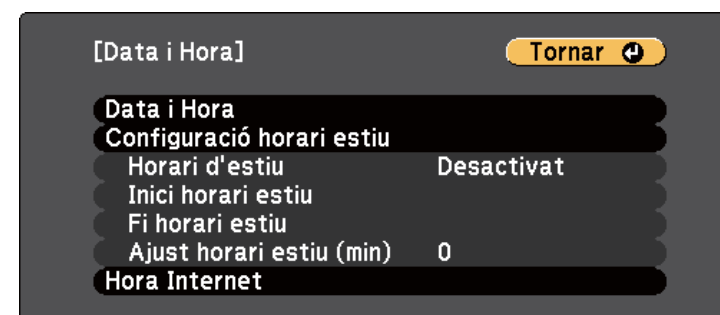 [Data i Hora] Tornar
Data i Hora
Configuració horari estiu
Horari d'estiu Desactivat
Inici horari estiu
Fi horari estiu
Ajust horari estiu (min) 0
Hora Internet